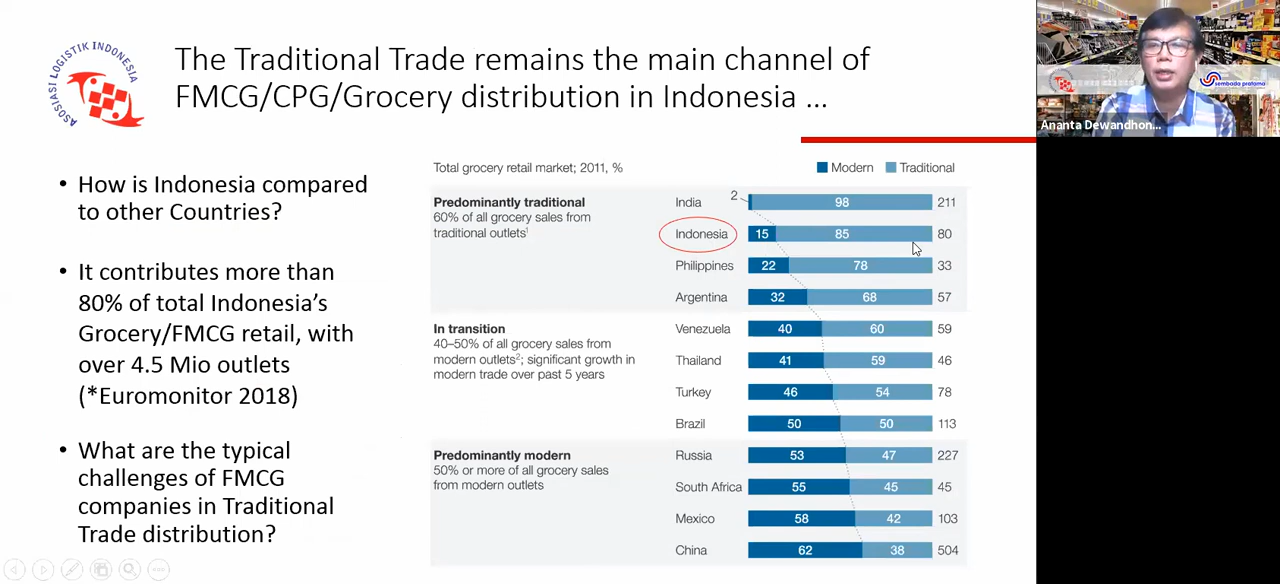 ASOSIASI LOGISTIK INDONESIA
The Traditional Trade remains the main channel of
FMCG/CPG/Grocery distribution in Indonesia ...
sembada pratama
Ananta Dewandhon...
• How is Indonesia compared
to other Countries?
• It contributes more than
80% of total Indonesia's
Grocery/FMCG retail, with
over 4.5 Mio outlets
(*Euromonitor 2018)
• What are the typical
challenges of FMCG
companies in Traditional
Trade distribution?
Total grocery retail market; 2011, %
Modern Traditional
Predominantly traditional
60% of all grocery sales from
traditional outlets¹
India 2 98 211
Indonesia 15 85 80
Philippines 22 78 33
Argentina 32 68 57
In transition
40–50% of all grocery sales from
modern outlets²; significant growth in
modern trade over past 5 years
Venezuela 40 60 59
Thailand 41 59 46
Turkey 46 54 78
Brazil 50 50 113
Predominantly modern
50% or more of all grocery sales
from modern outlets
Russia 53 47 227
South Africa 55 45 45
Mexico 58 42 103
China 62 38 504